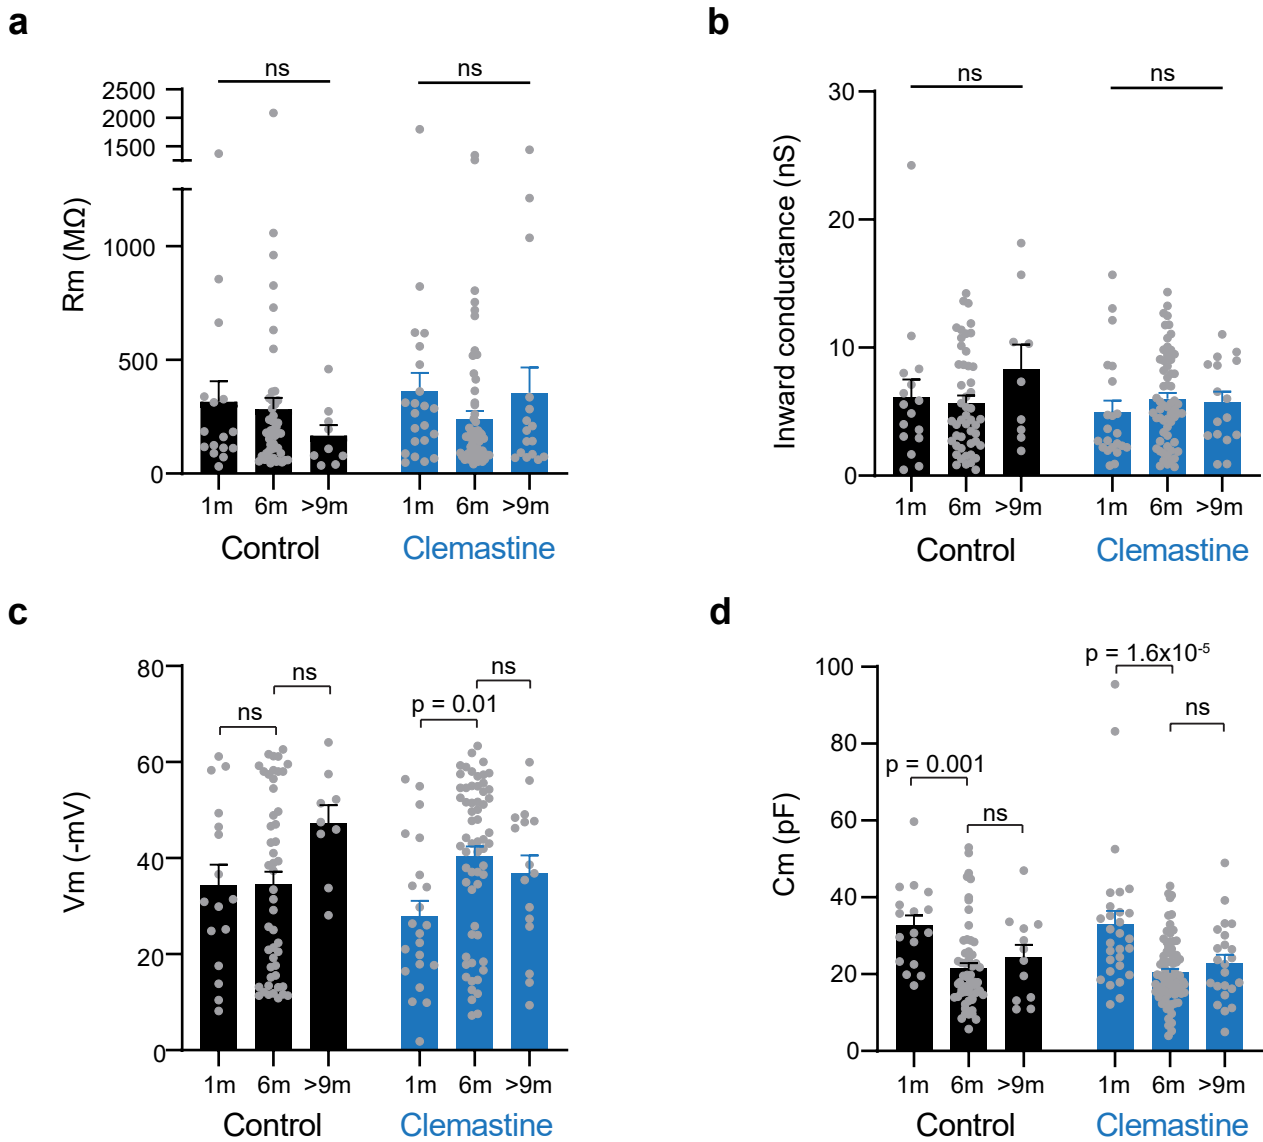 a
ns
ns
2500
2000
1500
1000
500
0
Rm (MΩ)
1m 6m >9m 1m 6m >9m
Control Clemastine
b
ns
ns
30
20
10
0
Inward conductance (nS)
1m 6m >9m 1m 6m >9m
Control Clemastine
c
80
60
40
20
0
Vm (-mV)
ns
ns
p = 0.01
ns
1m 6m >9m 1m 6m >9m
Control Clemastine
d
100
80
60
40
20
0
Cm (pF)
p = 0.001
ns
p = 1.6x10⁻⁵
ns
1m 6m >9m 1m 6m >9m
Control Clemastine